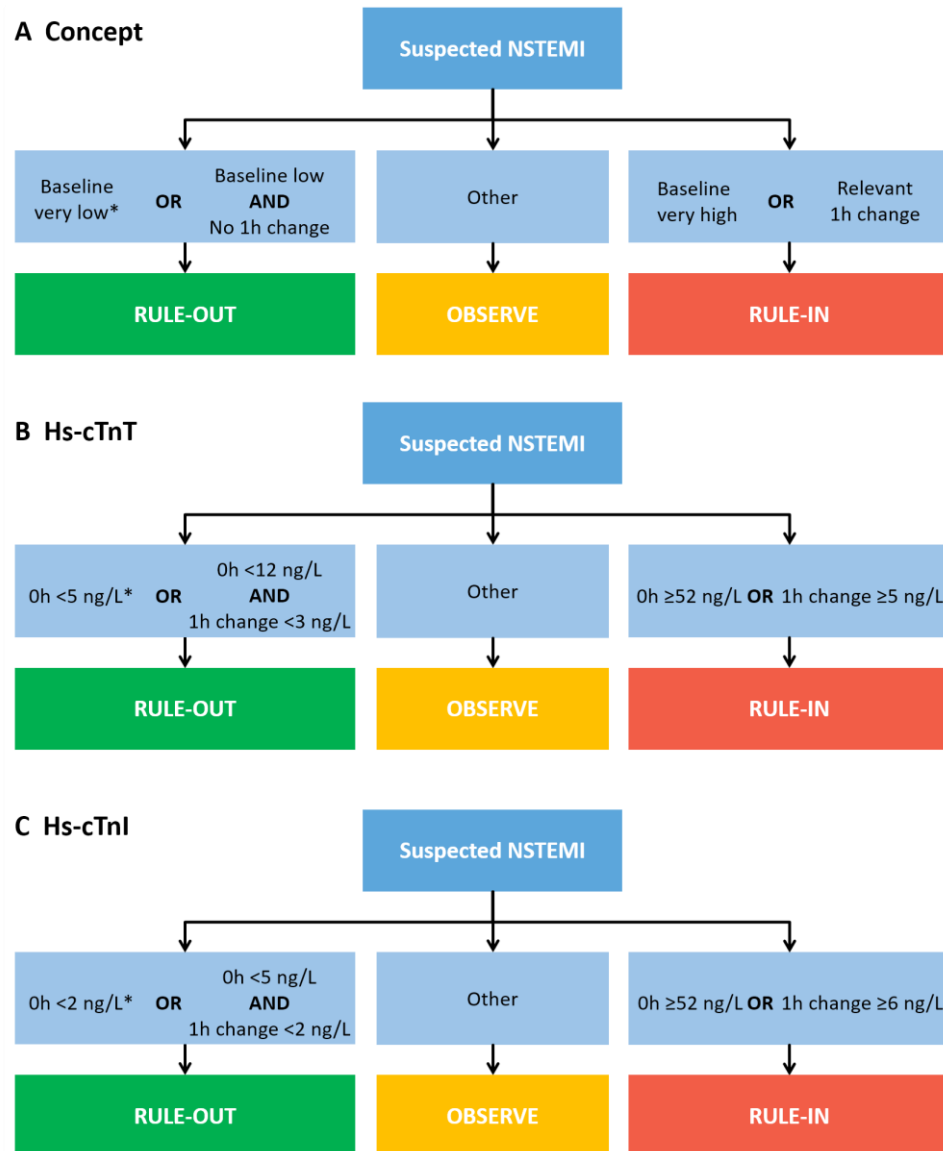 A Concept
Suspected NSTEMI
Baseline
very low*
OR
Baseline low
AND
No 1h change
Other
Baseline
very high
OR
Relevant
1h change
RULE-OUT
OBSERVE
RULE-IN
B Hs-cTnT
Suspected NSTEMI
0h <5 ng/L*
OR
0h <12 ng/L
AND
1h change <3 ng/L
Other
0h ≥52 ng/L OR 1h change ≥5 ng/L
RULE-OUT
OBSERVE
RULE-IN
C Hs-cTnI
Suspected NSTEMI
0h <2 ng/L*
OR
0h <5 ng/L
AND
1h change <2 ng/L
Other
0h ≥52 ng/L OR 1h change ≥6 ng/L
RULE-OUT
OBSERVE
RULE-IN